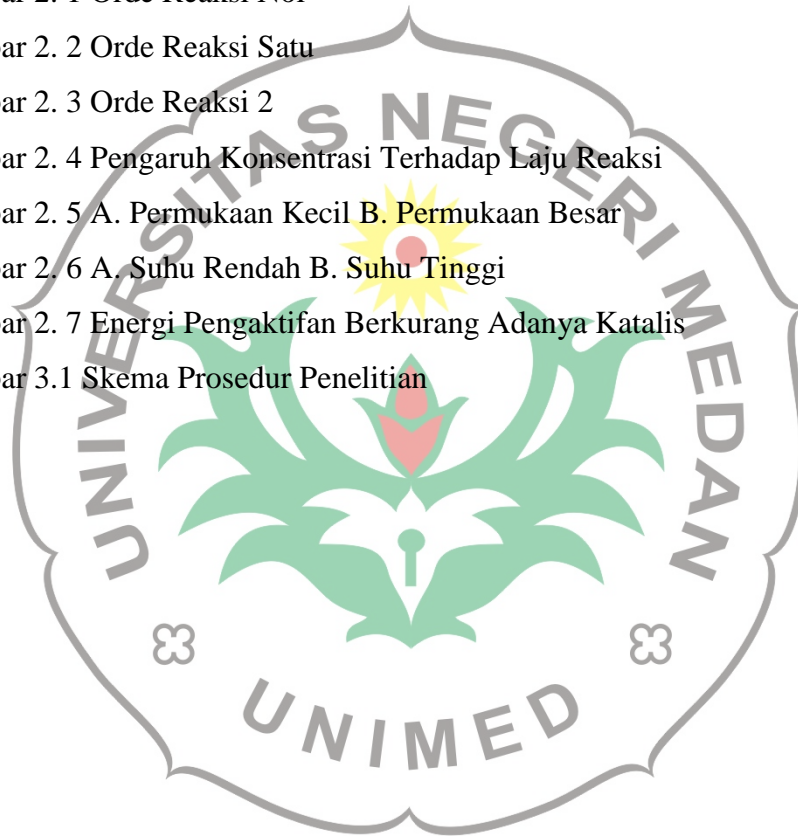 ar 2. 1 Orde Reaksi Nol
ar 2. 2 Orde Reaksi Satu
ar 2. 3 Orde Reaksi 2
ar 2. 4 Pengaruh Konsentrasi Terhadap Laju Reaksi
ar 2. 5 A. Permukaan Kecil B. Permukaan Besar
ar 2. 6 A. Suhu Rendah B. Suhu Tinggi
ar 2. 7 Energi Pengaktifan Berkurang Adanya Katalis
ar 3.1 Skema Prosedur Penelitian
UNIVERSITAS NEGERI MEDAN
UNIMED